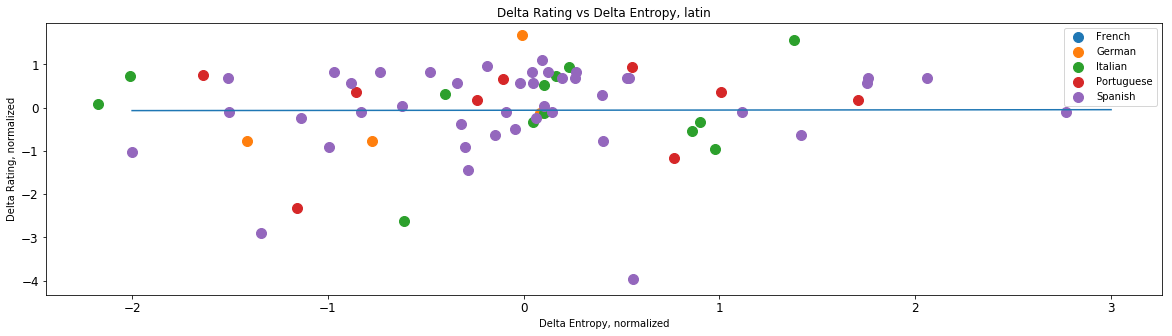 Delta Rating vs Delta Entropy, latin
French
German
Italian
Portuguese
Spanish
Delta Rating, normalized
1
0
−1
−2
−3
−4
−2
−1
0
1
2
3
Delta Entropy, normalized